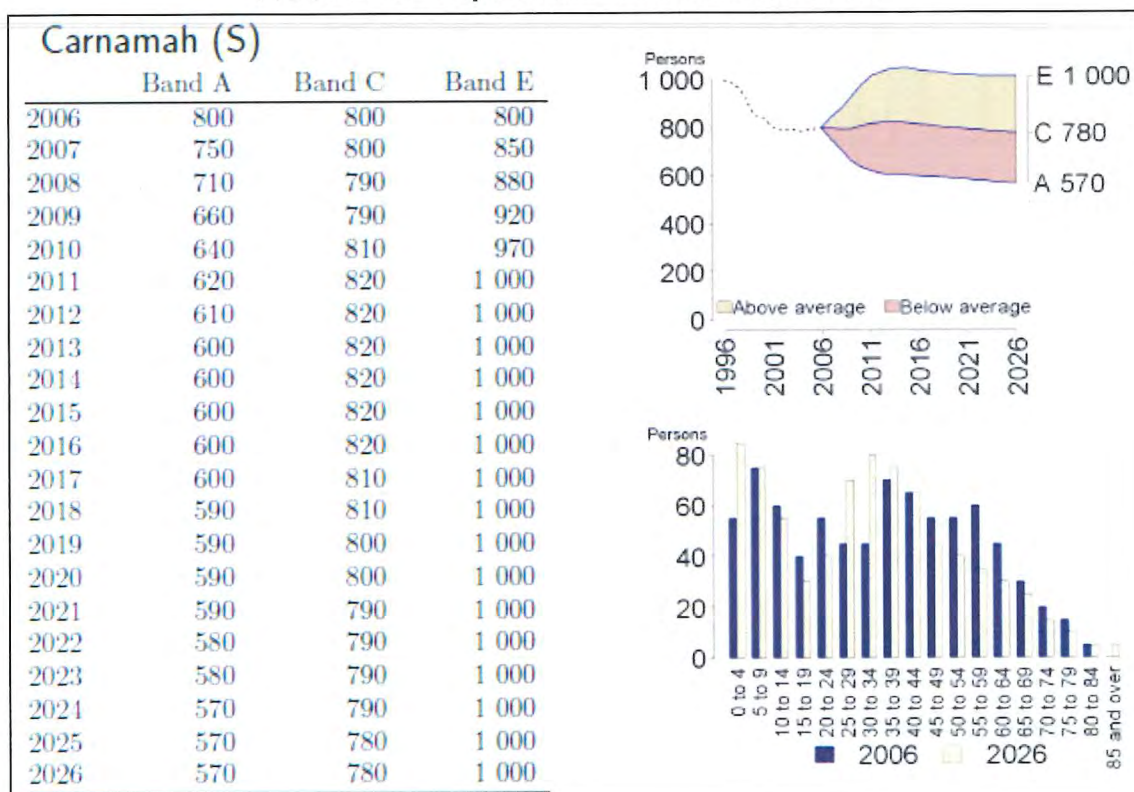 Carnamah (S)
Band A Band C Band E
2006 800 800 800
2007 750 800 850
2008 710 790 880
2009 660 790 920
2010 640 810 970
2011 620 820 1 000
2012 610 820 1 000
2013 600 820 1 000
2014 600 820 1 000
2015 600 820 1 000
2016 600 820 1 000
2017 600 810 1 000
2018 590 810 1 000
2019 590 800 1 000
2020 590 800 1 000
2021 590 790 1 000
2022 580 790 1 000
2023 580 790 1 000
2024 570 790 1 000
2025 570 780 1 000
2026 570 780 1 000
Persons
1 000
800
600
400
200
0
E 1 000
C 780
A 570
Above average Below average
1996 2001 2006 2011 2016 2021 2026
Persons
80
60
40
20
0
0 to 4
5 to 9
10 to 14
15 to 19
20 to 24
25 to 29
30 to 34
35 to 39
40 to 44
45 to 49
50 to 54
55 to 59
60 to 64
65 to 69
70 to 74
75 to 79
80 to 84
85 and over
2006 2026